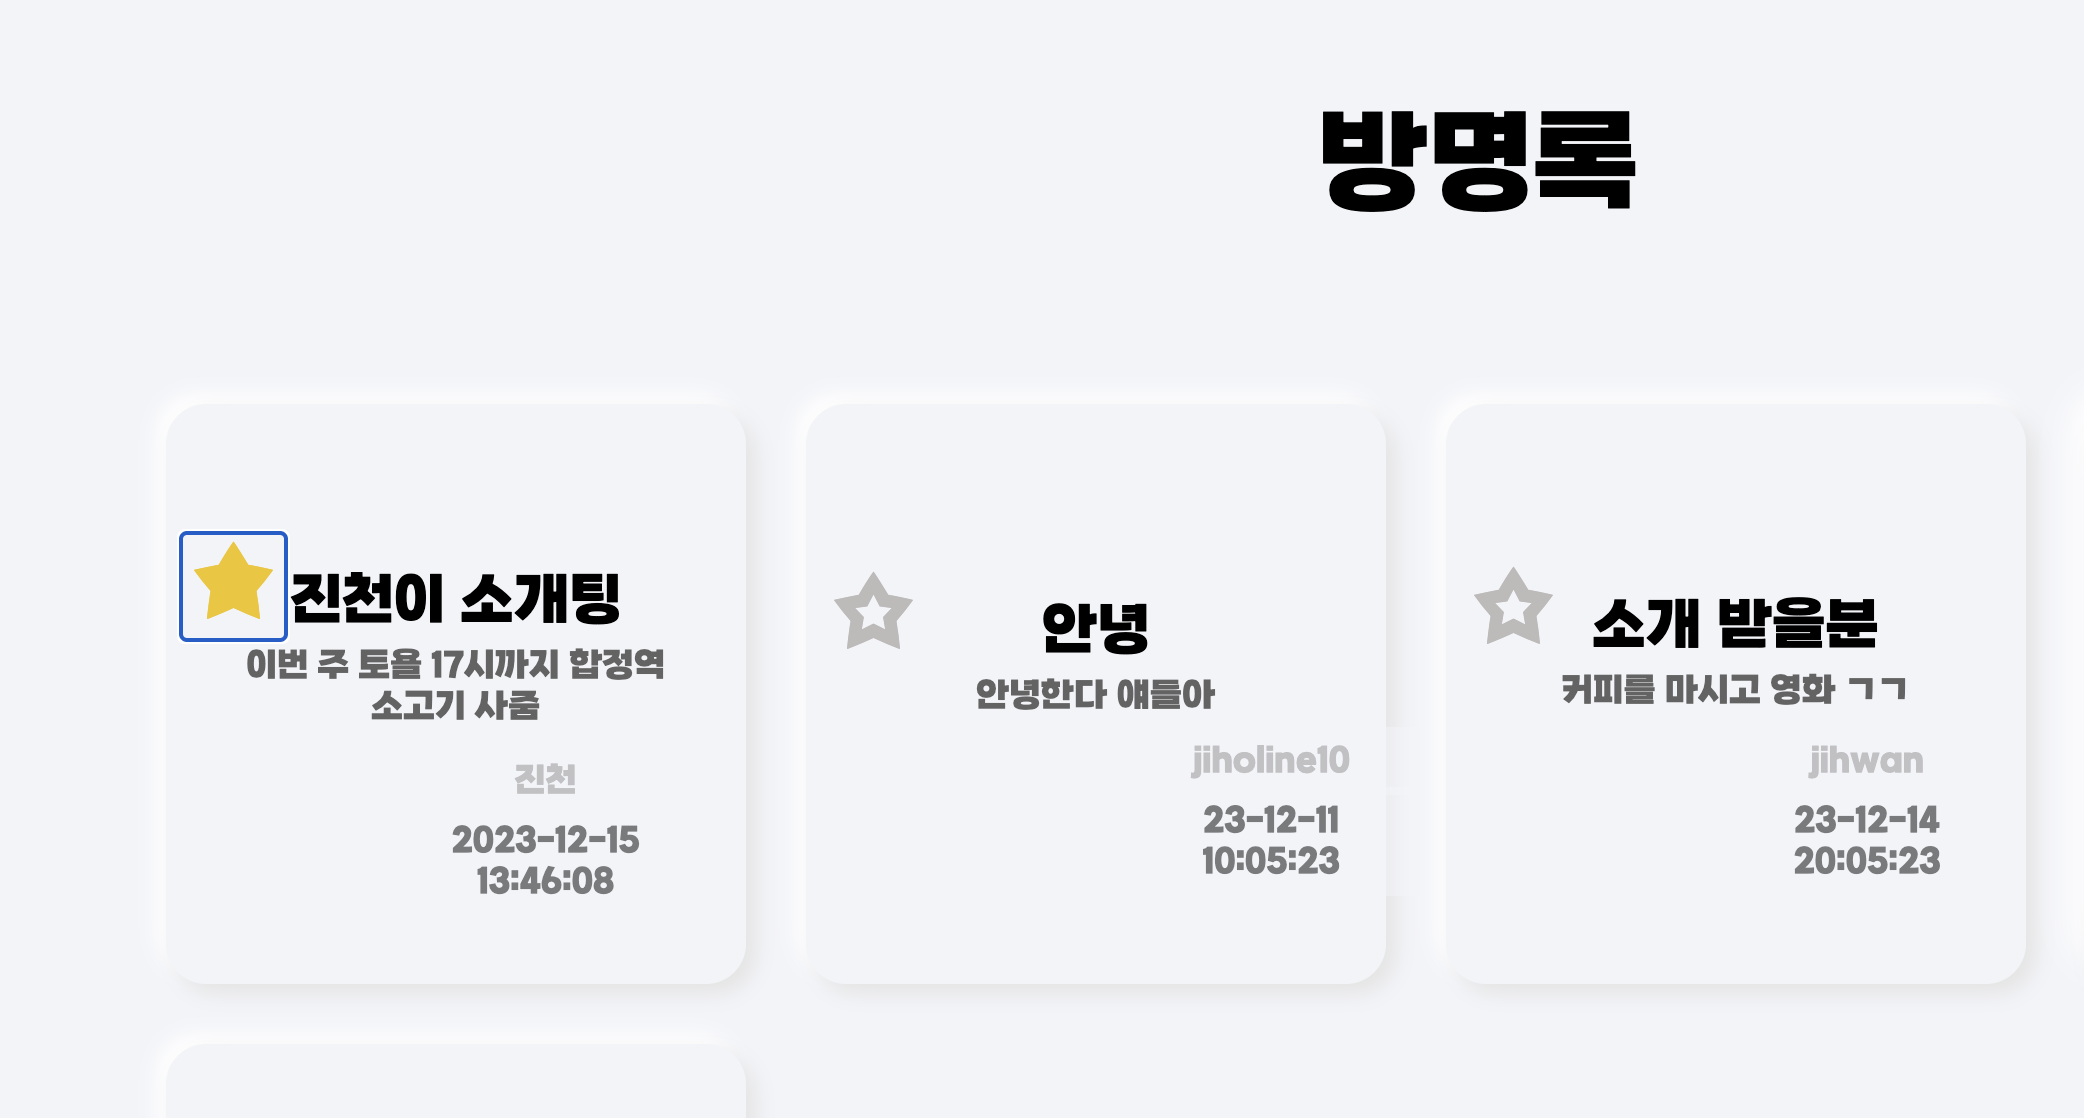 방명록
진천이 소개팅
이번 주 토욜 17시까지 합정역
소고기 사줌
진천
2023-12-15
13:46:08
안녕
안녕한다 얘들아
jiholine10
23-12-11
10:05:23
소개 받을분
커피를 마시고 영화 ㄱㄱ
jihwan
23-12-14
20:05:23